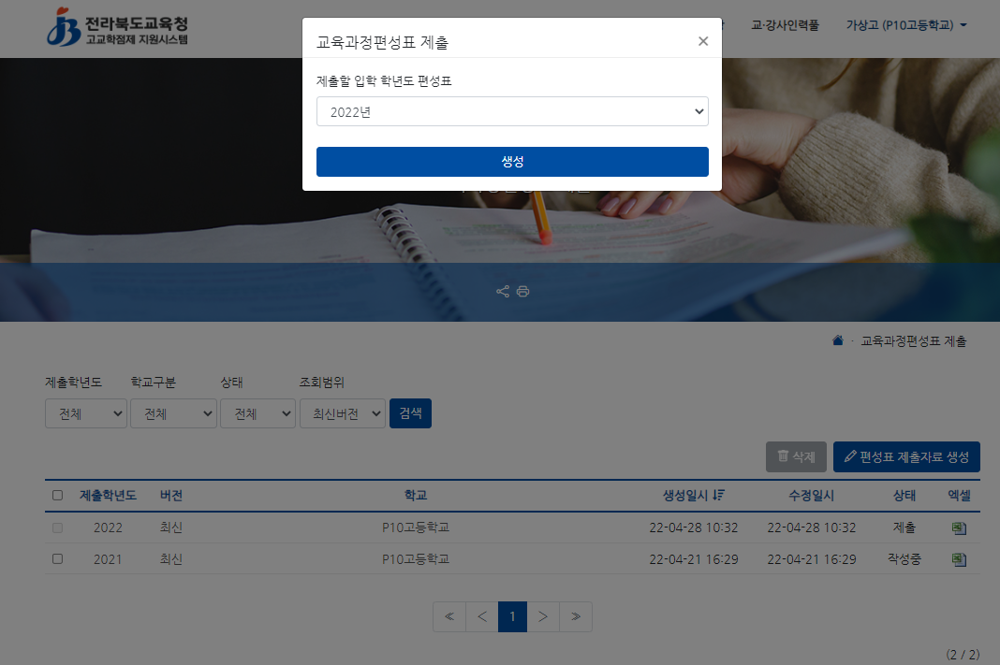 전라북도교육청
고교학점제 지원시스템
교·강사인력풀
가상고 (P10고등학교)
교육과정편성표 제출
×
제출할 입학 학년도 편성표
2022년
생성
교육과정편성표 제출
제출학년도 학교구분 상태 조회범위
전체 전체 전체 최신버전 검색
삭제 편성표 제출자료 생성
제출학년도 버전 학교 생성일시 수정일시 상태 엑셀
2022 최신 P10고등학교 22-04-28 10:32 22-04-28 10:32 제출
2021 최신 P10고등학교 22-04-21 16:29 22-04-21 16:29 작성중
≪ < 1 > ≫
(2 / 2)